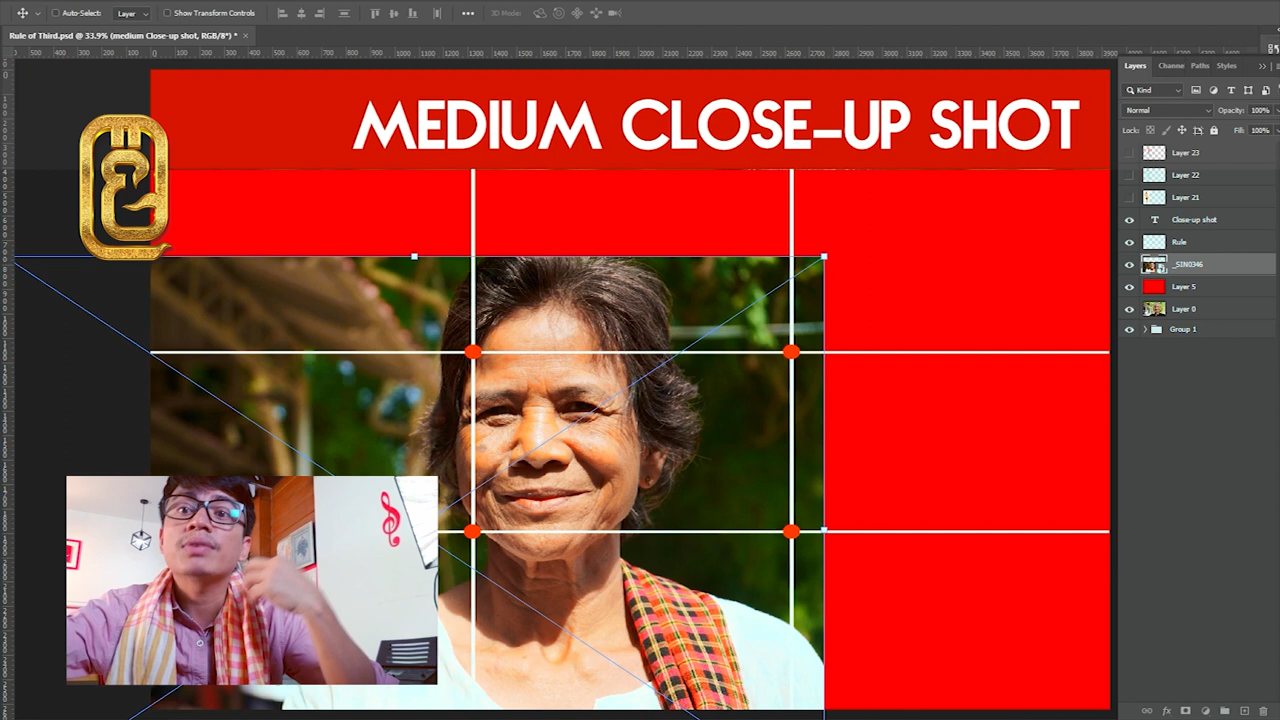 Auto-Select: Layer Show Transform Controls 3D Mode:
Rule of Third.psd @ 33.9% (medium Close-up shot, RGB/8*) * ×
MEDIUM CLOSE-UP SHOT
Layers Channe Paths Styles
Kind
Normal Opacity: 100%
Lock: Fill: 100%
Layer 23
Layer 22
Layer 21
T Close-up shot
Rule
_SIN0346
Layer 5
Layer 0
Group 1